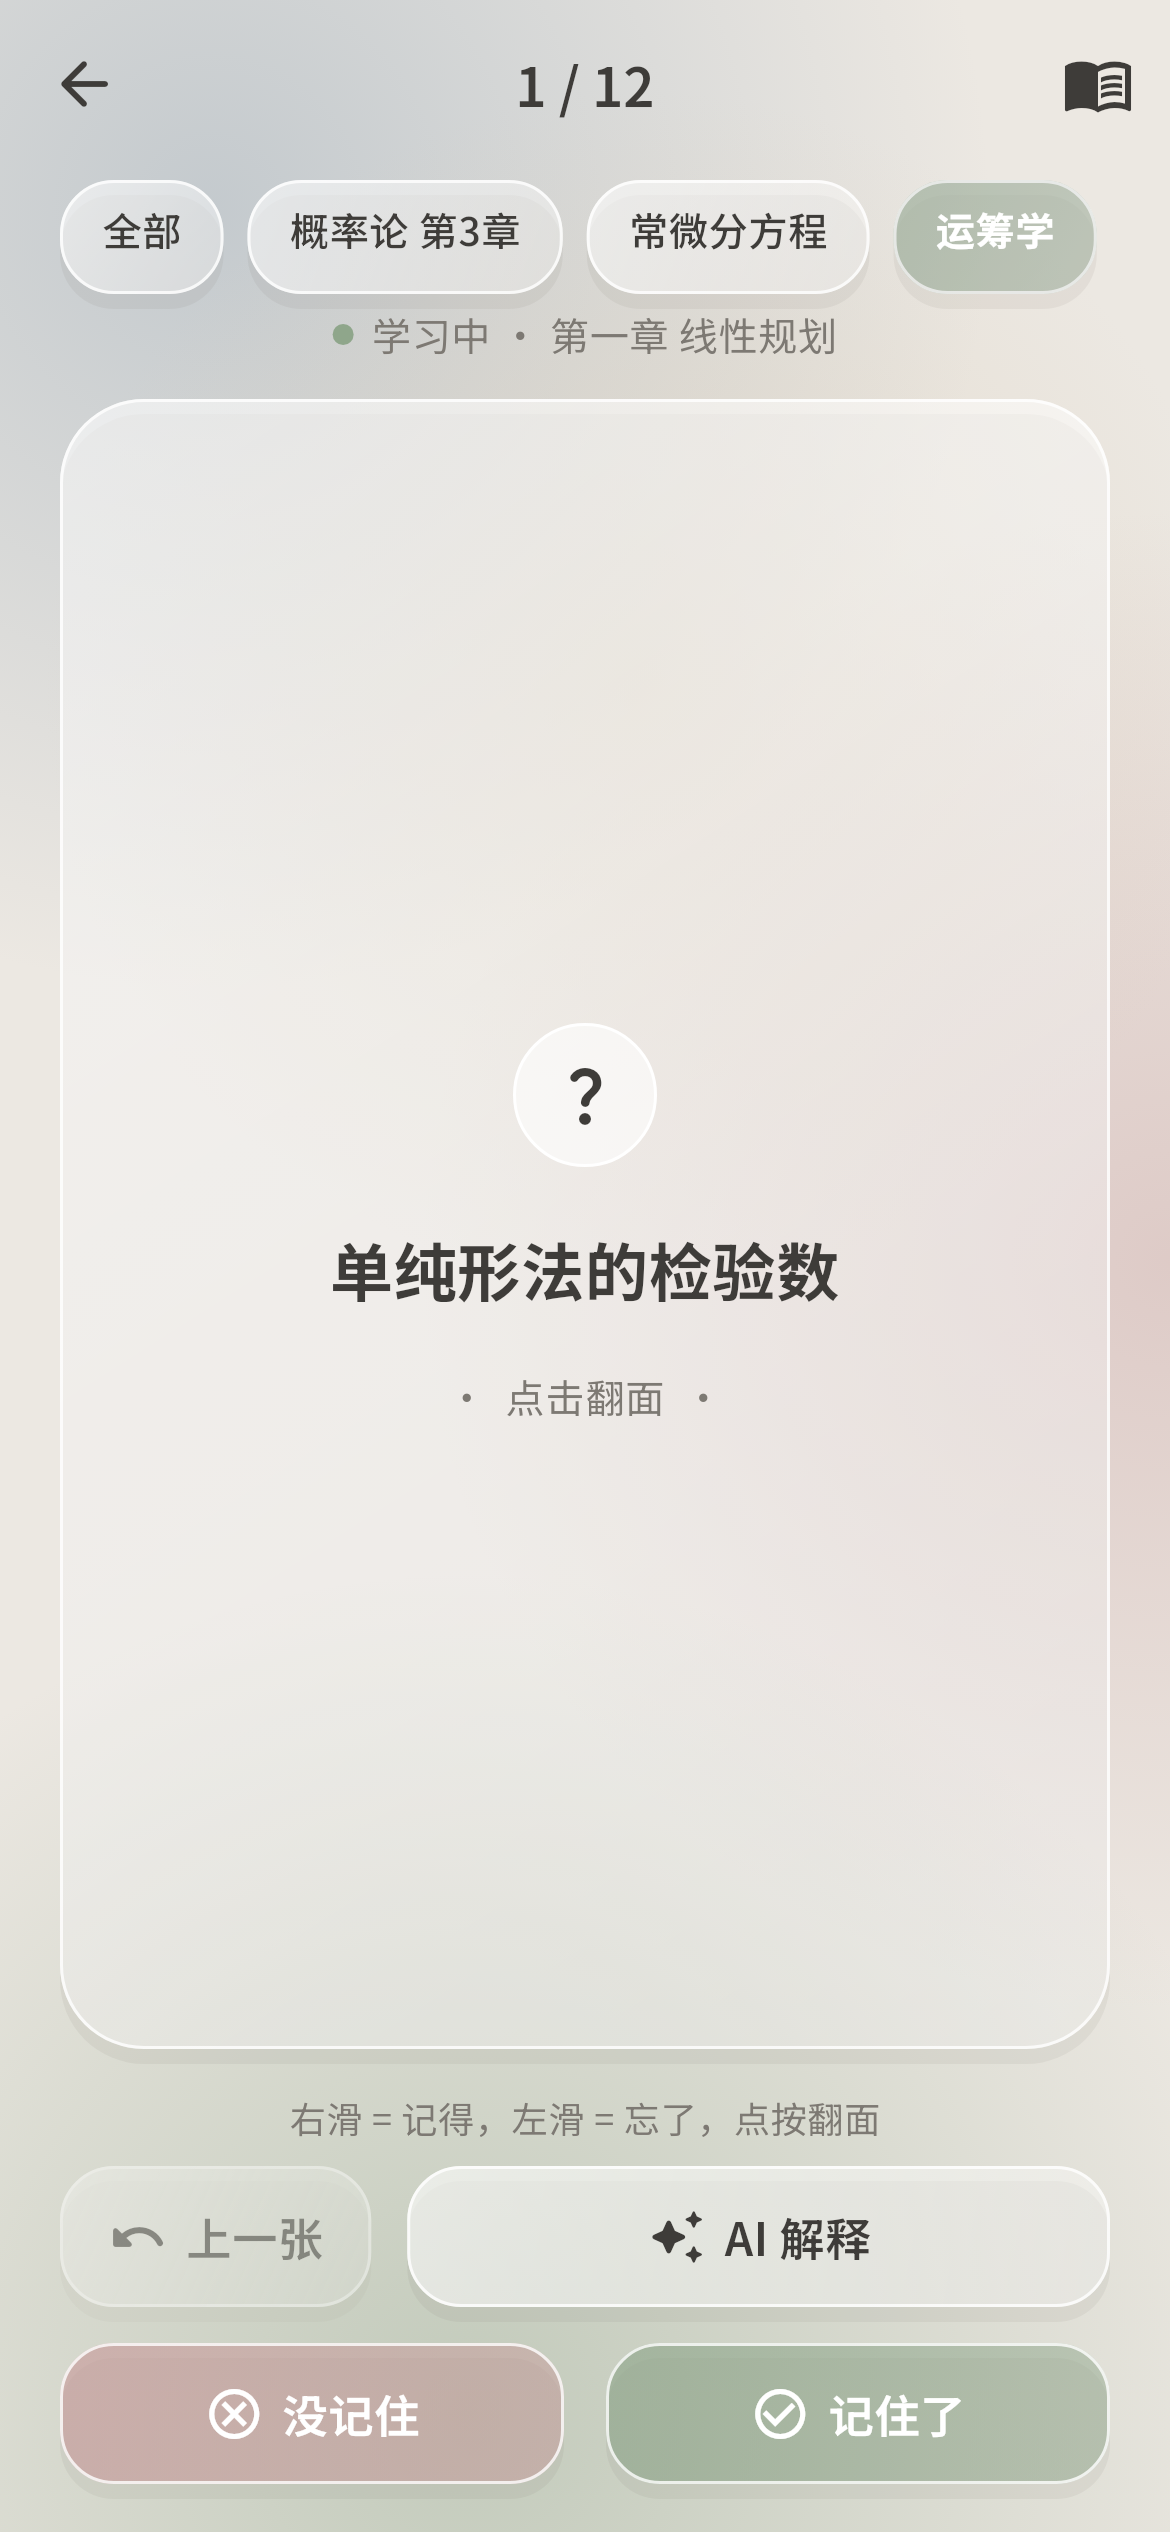 1 / 12
全部 概率论 第3章 常微分方程 运筹学
学习中 · 第一章 线性规划
?
单纯形法的检验数
· 点击翻面 ·
右滑 = 记得，左滑 = 忘了，点按翻面
上一张 AI 解释
没记住 记住了